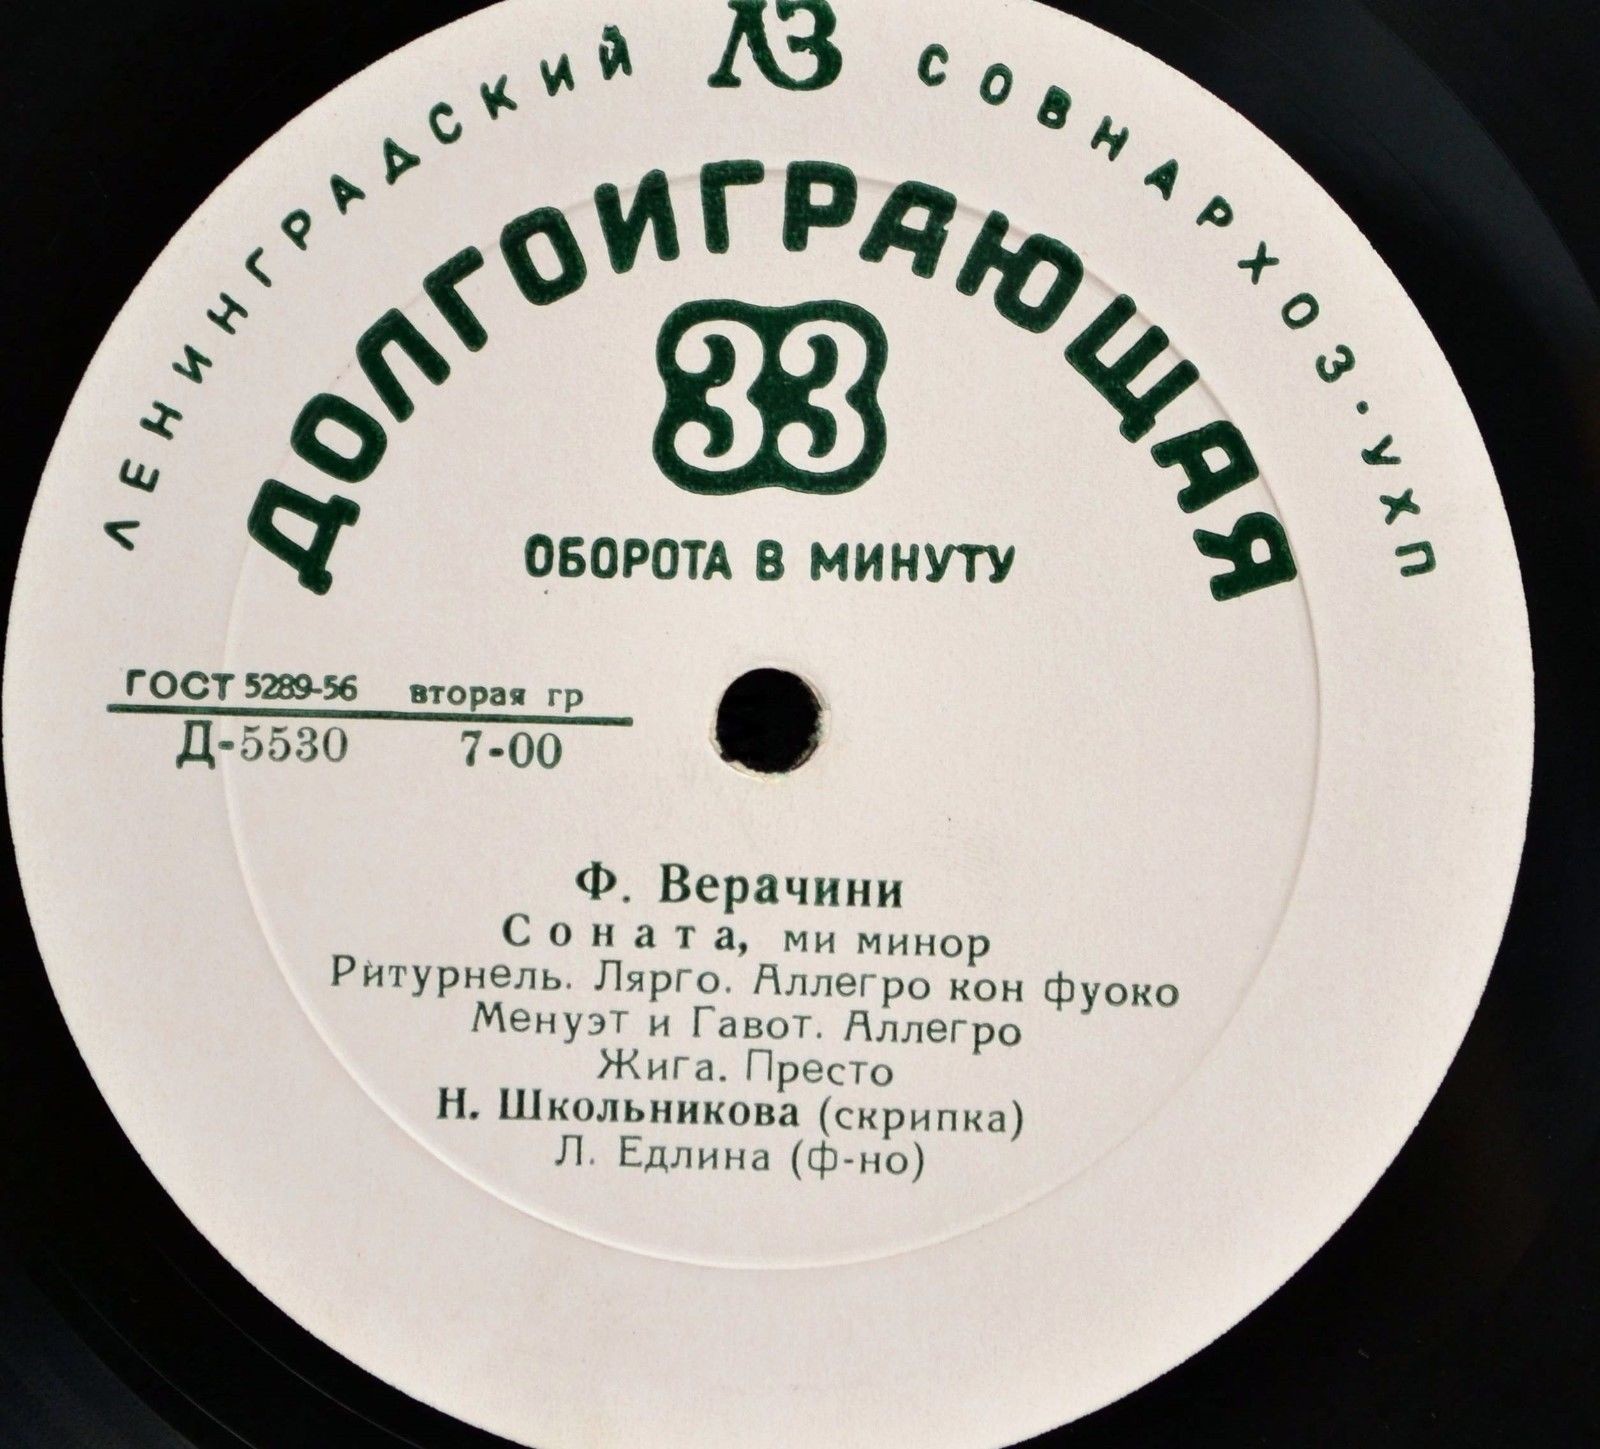 ЛЕНИНГРАДСКИЙ ЛЗ СОВНАРХОЗ·УХП
ДОЛГОИГРАЮЩАЯ
33
ОБОРОТА В МИНУТУ
ГОСТ 5289-56 вторая гр
Д-5530 7-00
Ф. Верачини
Соната, ми минор
Ритурнель. Лярго. Аллегро кон фуоко
Менуэт и Гавот. Аллегро
Жига. Престо
Н. Школьникова (скрипка)
Л. Едлина (ф-но)